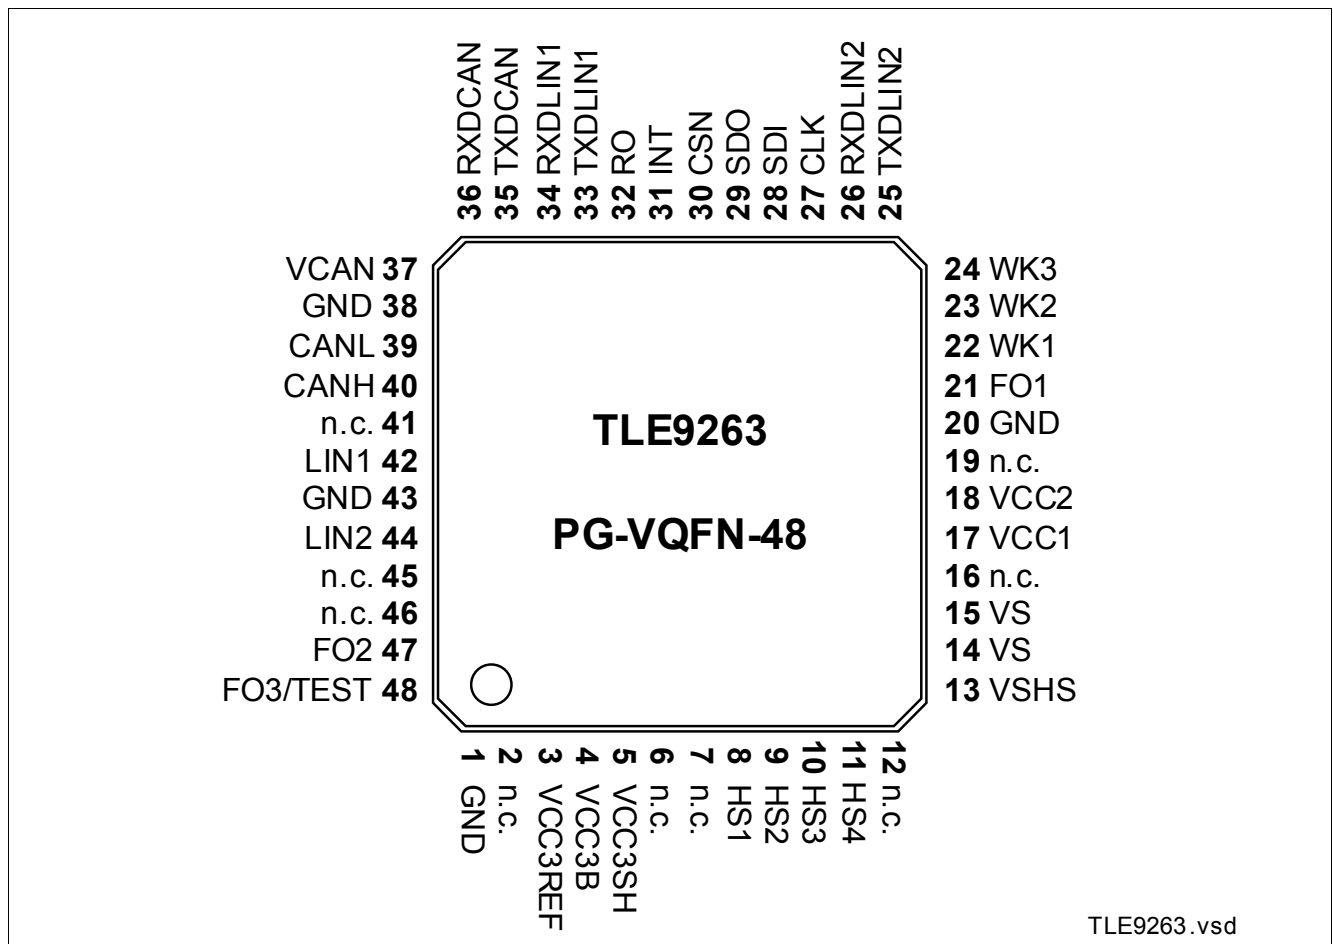 36 RXDCAN
35 TXDCAN
34 RXDLIN1
33 TXDLIN1
32 RO
31 INT
30 CSN
29 SDO
28 SDI
27 CLK
26 RXDLIN2
25 TXDLIN2
VCAN 37
GND 38
CANL 39
CANH 40
n.c. 41
LIN1 42
GND 43
LIN2 44
n.c. 45
n.c. 46
FO2 47
FO3/TEST 48
TLE9263
PG-VQFN-48
24 WK3
23 WK2
22 WK1
21 FO1
20 GND
19 n.c.
18 VCC2
17 VCC1
16 n.c.
15 VS
14 VS
13 VSHS
1 GND
2 n.c.
3 VCC3REF
4 VCC3B
5 VCC3SH
6 n.c.
7 n.c.
8 HS1
9 HS2
10 HS3
11 HS4
12 n.c.
TLE9263.vsd